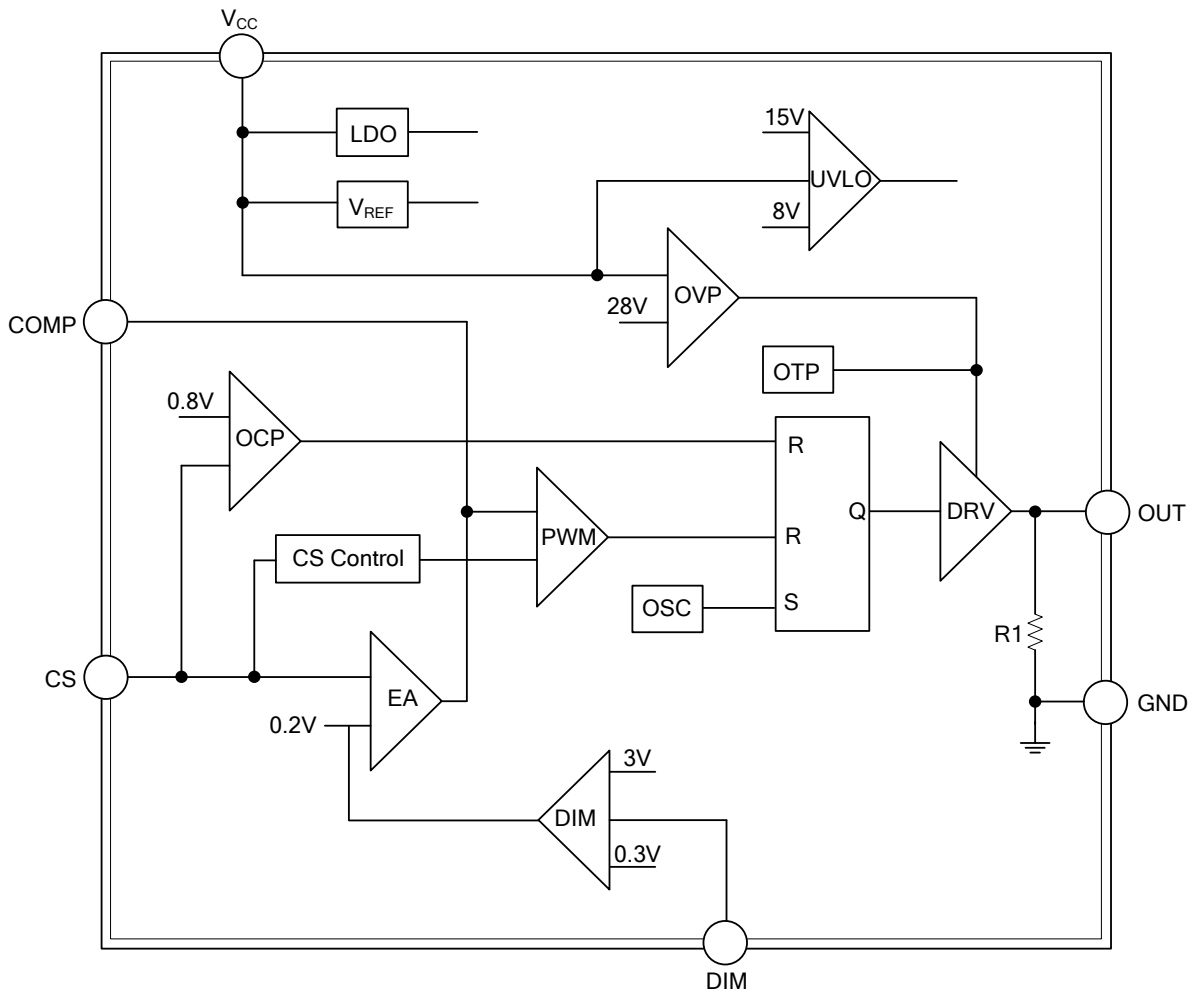 VCC
LDO
15V
UVLO
VREF
8V
OVP
28V
COMP
OTP
0.8V
OCP
R
Q
DRV
OUT
PWM
R
CS Control
OSC
S
R1
CS
EA
GND
0.2V
3V
DIM
0.3V
DIM